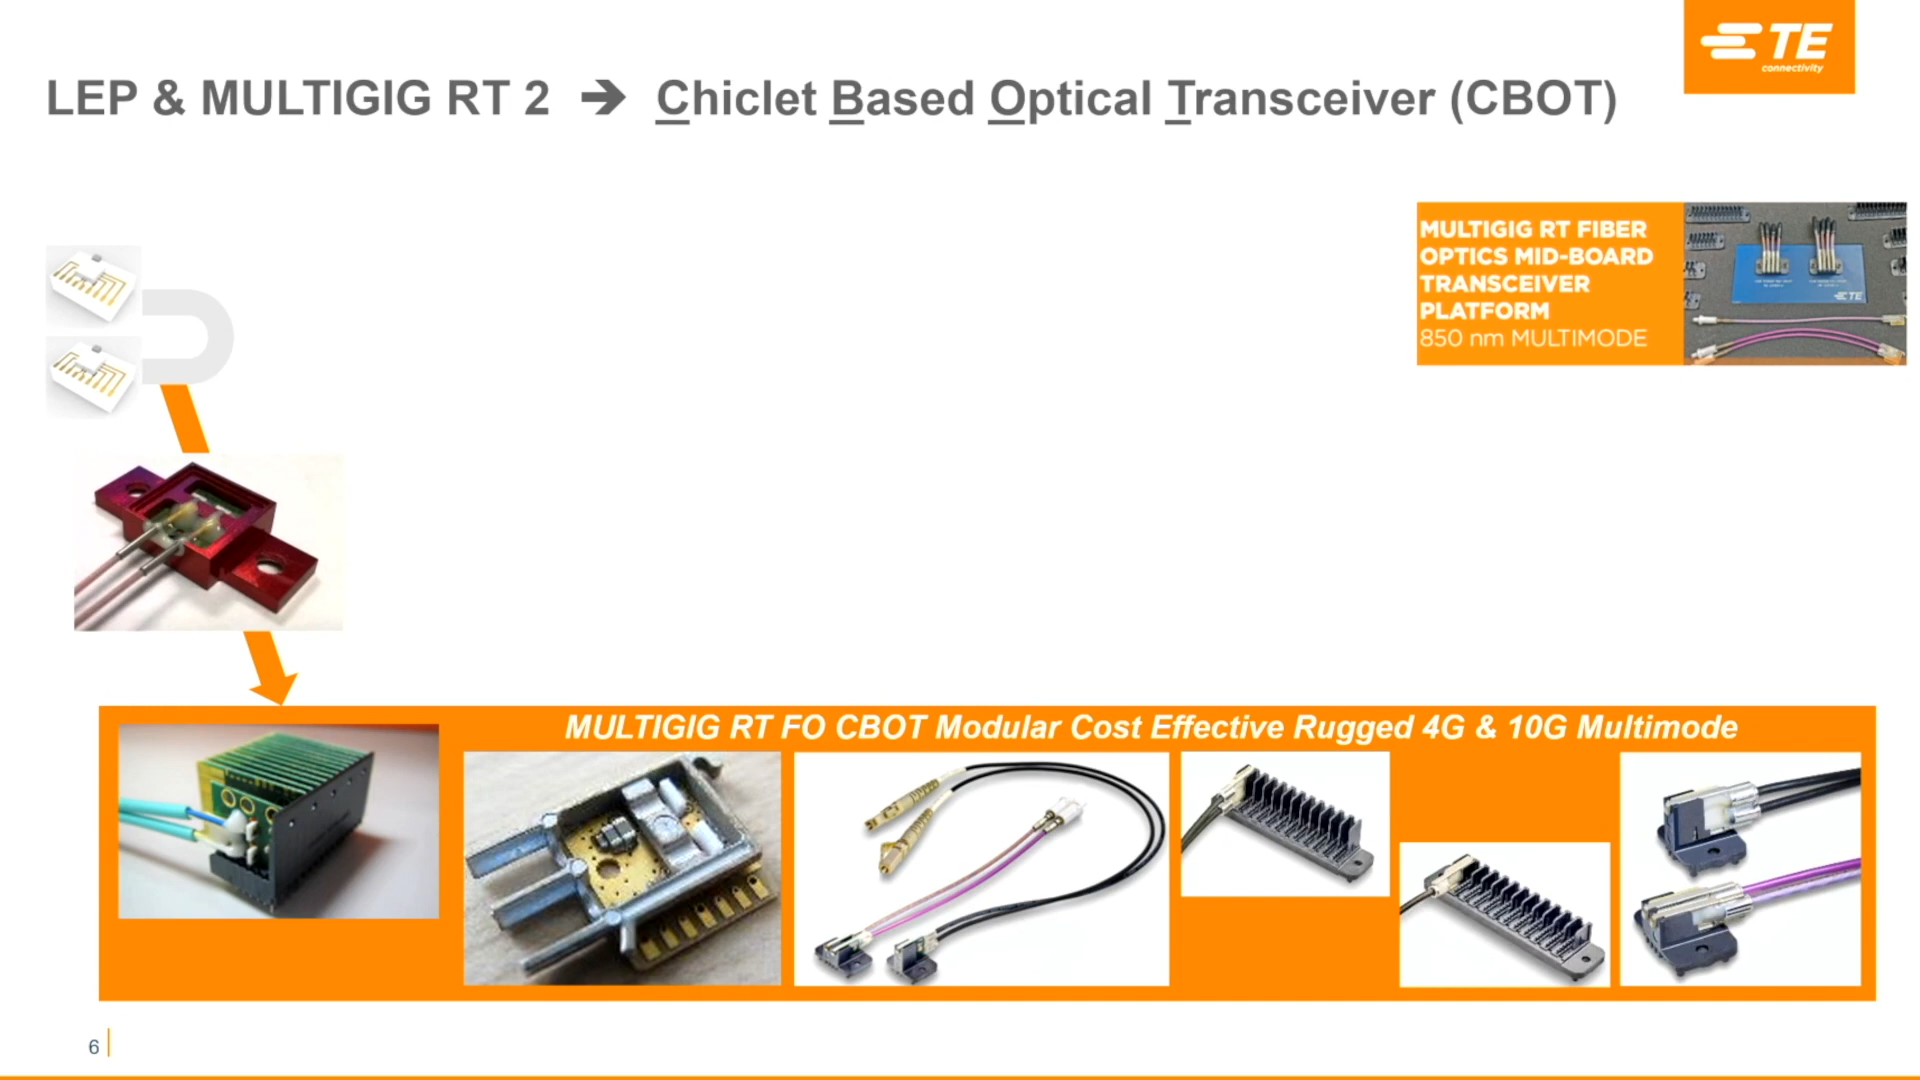 TE
connectivity
LEP & MULTIGIG RT 2 ➔ Chiclet Based Optical Transceiver (CBOT)
MULTIGIG RT FIBER
OPTICS MID-BOARD
TRANSCEIVER
PLATFORM
850 nm MULTIMODE
TE
MULTIGIG RT FO CBOT Modular Cost Effective Rugged 4G & 10G Multimode
6